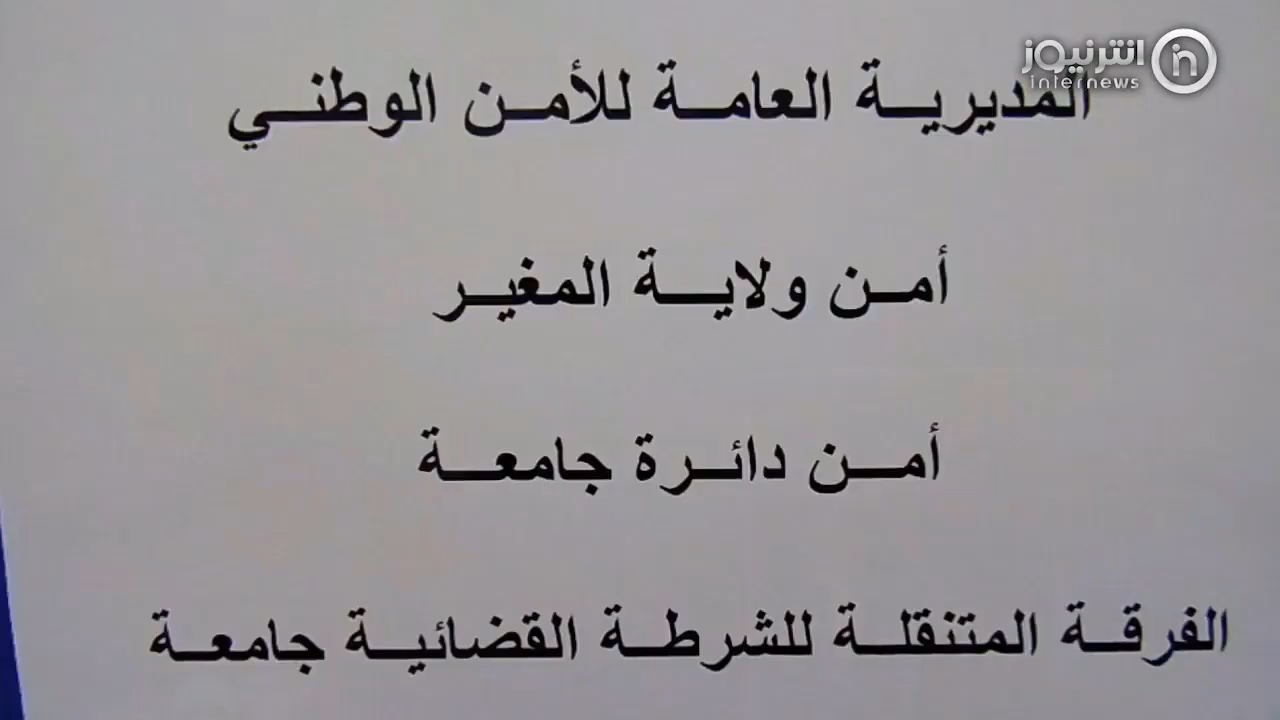 انترنيوز
internews
المديرية العامة للأمن الوطني
أمن ولاية المغير
أمن دائرة جامعة
الفرقة المتنقلة للشرطة القضائية جامعة